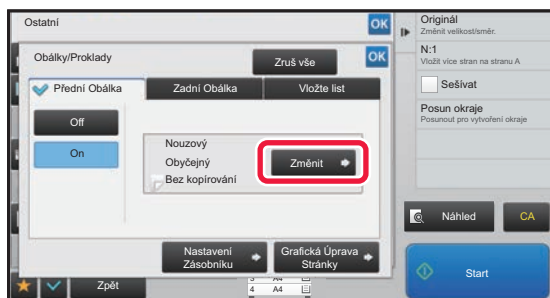 Ostatní
OK
Obálky/Proklady
Zruš vše
OK
Přední Obálka
Zadní Obálka
Vložte list
Off
On
Nouzový
Obyčejný
Bez kopírování
Změnit
Nastavení
Zásobníku
Grafická Úprava
Stránky
Zpět
3 A4
4 A4
Originál
Změnit velikost/směr.
N:1
Vložit více stran na stranu A
Sešívat
Posun okraje
Posunout pro vytvoření okraje
Náhled
CA
Start